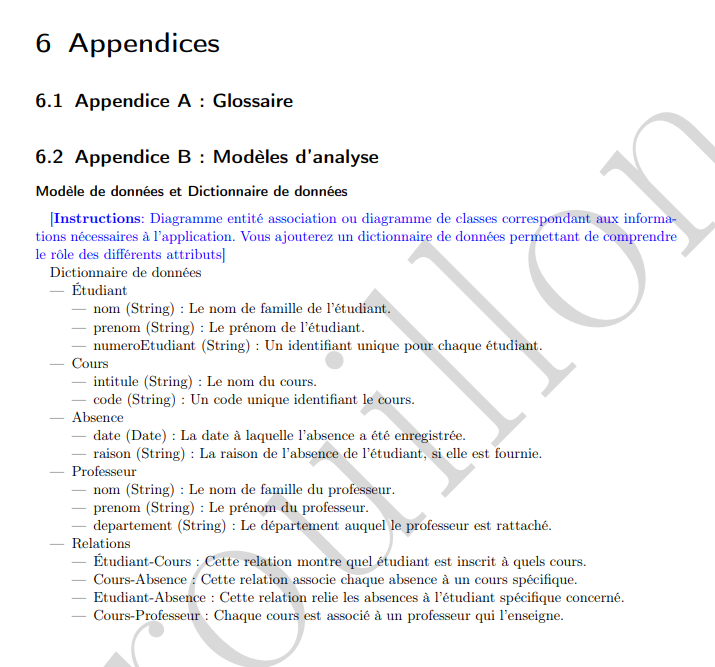 6 Appendices
6.1 Appendice A : Glossaire
6.2 Appendice B : Modèles d'analyse
Modèle de données et Dictionnaire de données
[Instructions: Diagramme entité association ou diagramme de classes correspondant aux informa-
tions nécessaires à l'application. Vous ajouterez un dictionnaire de données permettant de comprendre
le rôle des différents attributs]
Dictionnaire de données
— Étudiant
— nom (String) : Le nom de famille de l'étudiant.
— prenom (String) : Le prénom de l'étudiant.
— numeroEtudiant (String) : Un identifiant unique pour chaque étudiant.
— Cours
— intitule (String) : Le nom du cours.
— code (String) : Un code unique identifiant le cours.
— Absence
— date (Date) : La date à laquelle l'absence a été enregistrée.
— raison (String) : La raison de l'absence de l'étudiant, si elle est fournie.
— Professeur
— nom (String) : Le nom de famille du professeur.
— prenom (String) : Le prénom du professeur.
— departement (String) : Le département auquel le professeur est rattaché.
— Relations
— Étudiant-Cours : Cette relation montre quel étudiant est inscrit à quels cours.
— Cours-Absence : Cette relation associe chaque absence à un cours spécifique.
— Etudiant-Absence : Cette relation relie les absences à l'étudiant spécifique concerné.
— Cours-Professeur : Chaque cours est associé à un professeur qui l'enseigne.
rouillon